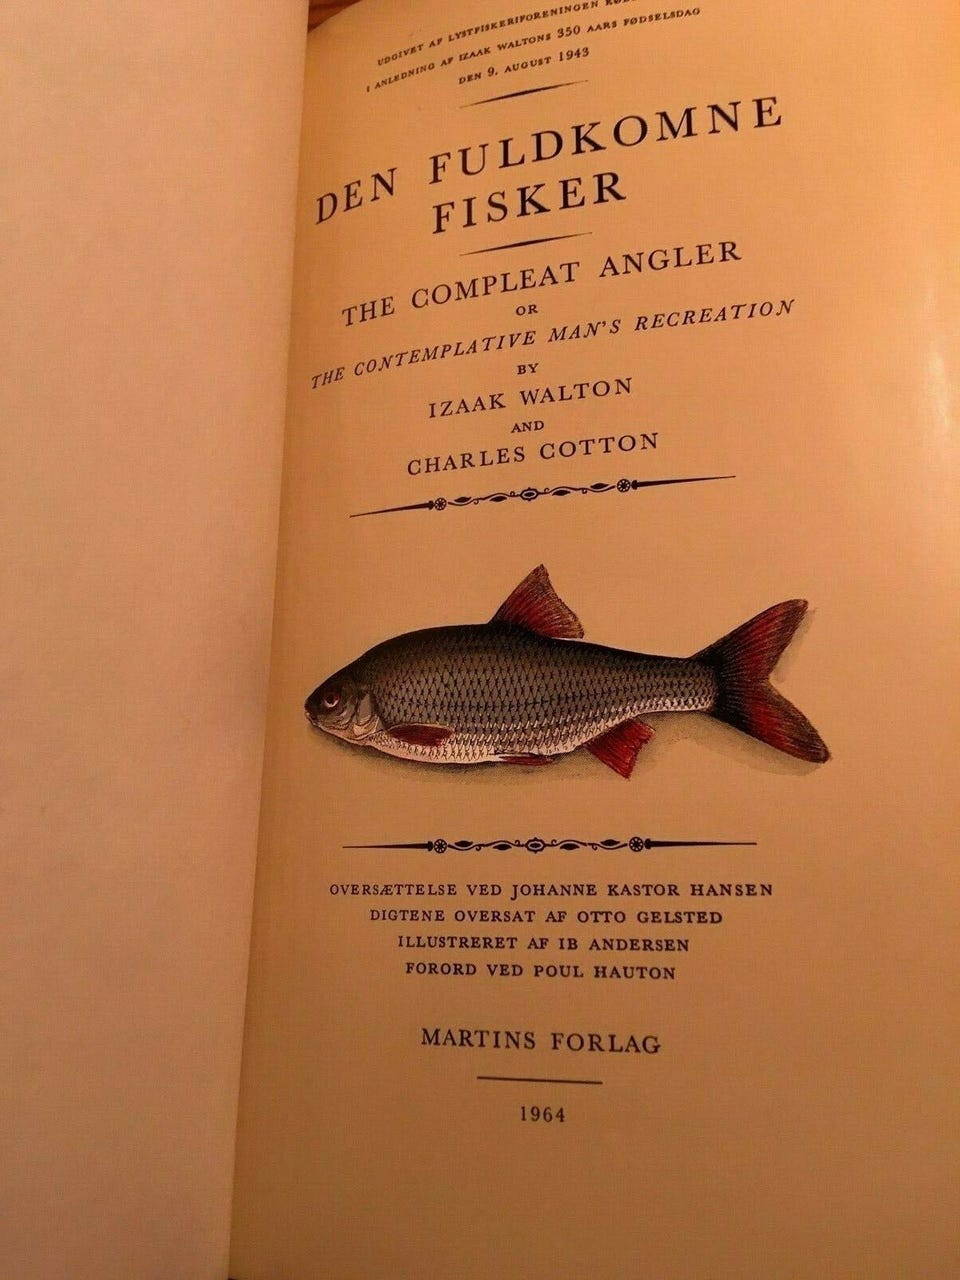 UDGIVET AF LYSTFISKERIFORENINGEN
I ANLEDNING AF IZAAK WALTONS 350 AARS FØDSELSDAG
DEN 9. AUGUST 1943
DEN FULDKOMNE
FISKER
THE COMPLEAT ANGLER
OR
THE CONTEMPLATIVE MAN'S RECREATION
BY
IZAAK WALTON
AND
CHARLES COTTON
OVERSÆTTELSE VED JOHANNE KASTOR HANSEN
DIGTENE OVERSAT AF OTTO GELSTED
ILLUSTRERET AF IB ANDERSEN
FORORD VED POUL HAUTON
MARTINS FORLAG
1964